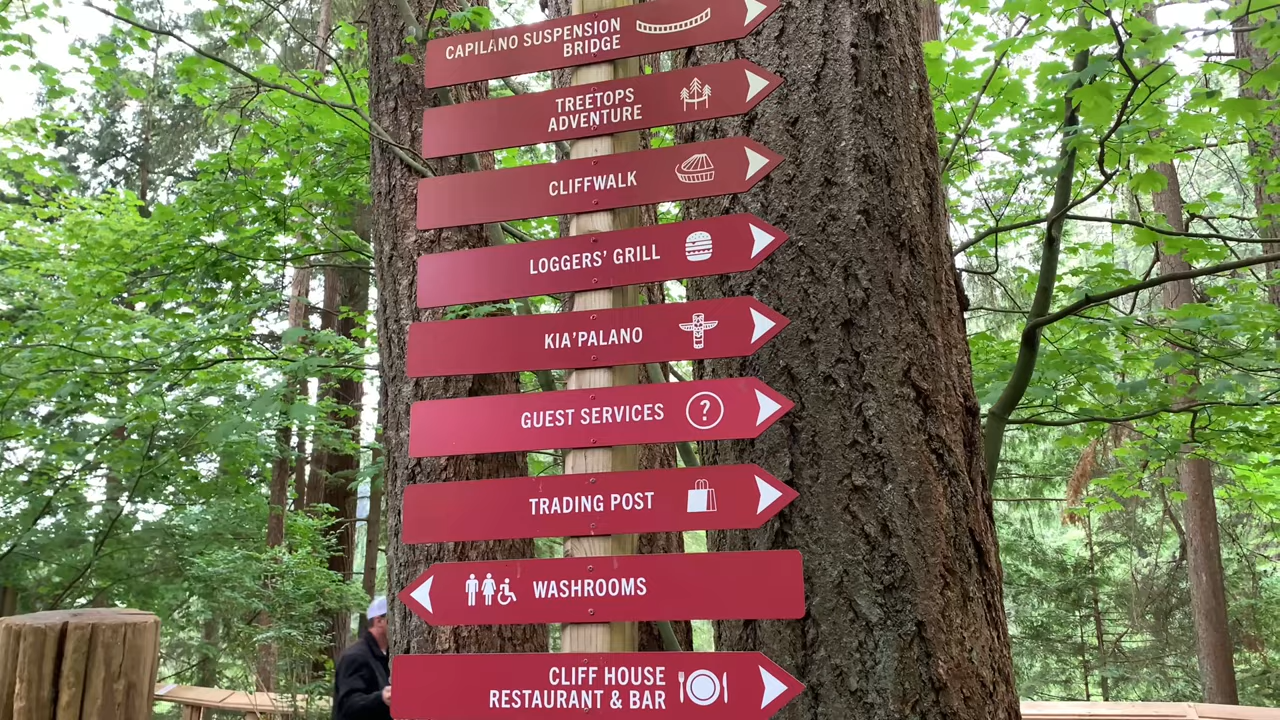 CAPILANO SUSPENSION
BRIDGE
TREETOPS
ADVENTURE
CLIFFWALK
LOGGERS' GRILL
KIA'PALANO
GUEST SERVICES
?
TRADING POST
WASHROOMS
CLIFF HOUSE
RESTAURANT & BAR